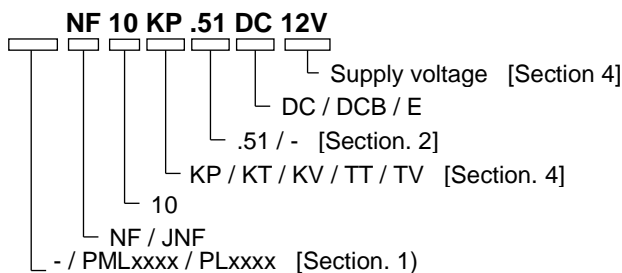 NF 10 KP .51 DC 12V
Supply voltage [Section 4]
DC / DCB / E
.51 / - [Section. 2]
KP / KT / KV / TT / TV [Section. 4]
10
NF / JNF
- / PMLxxxx / PLxxxx [Section. 1)